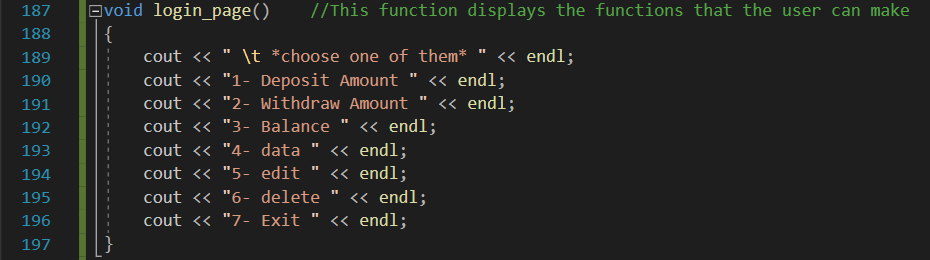 187 void login_page()    //This function displays the functions that the user can make
188 {
189     cout << " \t *choose one of them* " << endl;
190     cout << "1- Deposit Amount " << endl;
191     cout << "2- Withdraw Amount " << endl;
192     cout << "3- Balance " << endl;
193     cout << "4- data " << endl;
194     cout << "5- edit " << endl;
195     cout << "6- delete " << endl;
196     cout << "7- Exit " << endl;
197 }